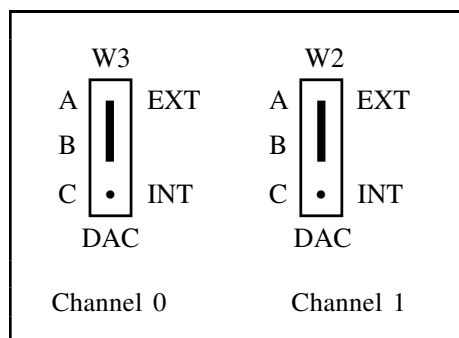 W3 W2
A EXT A EXT
B B
C INT C INT
DAC DAC
Channel 0 Channel 1